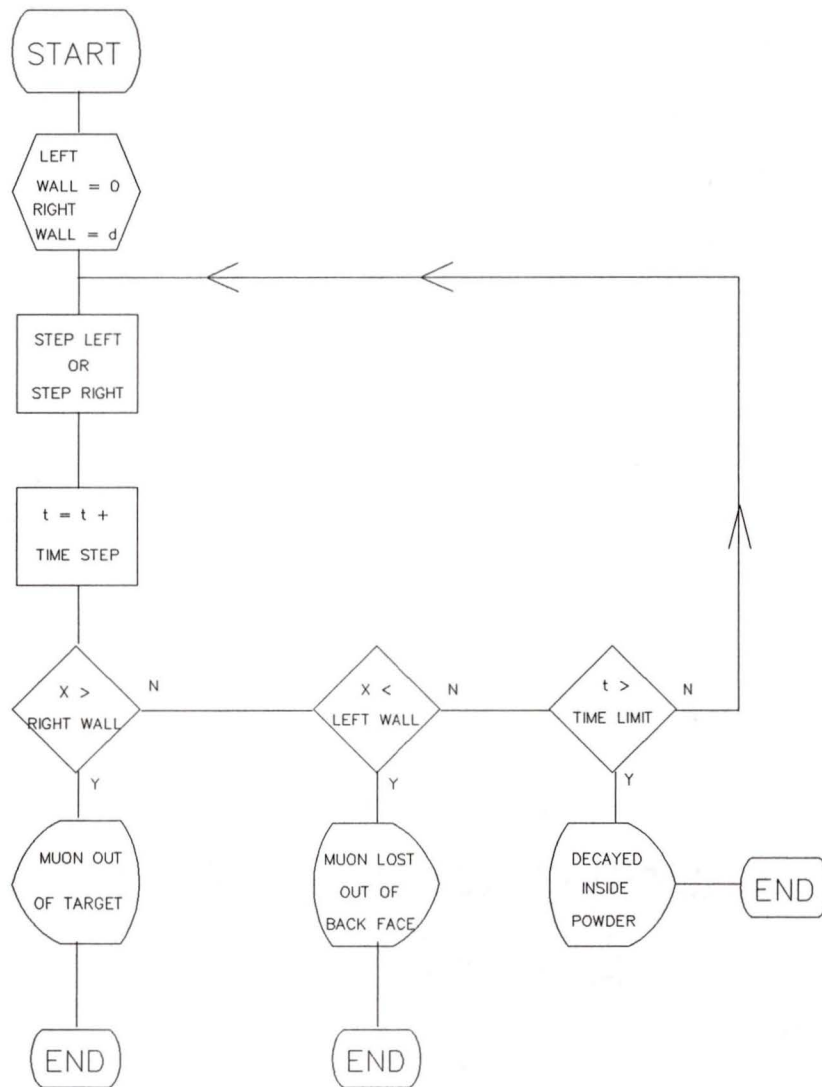 START
LEFT
WALL = 0
RIGHT
WALL = d
STEP LEFT
OR
STEP RIGHT
t = t +
TIME STEP
X >
RIGHT WALL
N
Y
X <
LEFT WALL
N
Y
t >
TIME LIMIT
N
Y
MUON OUT
OF TARGET
MUON LOST
OUT OF
BACK FACE
DECAYED
INSIDE
POWDER
END
END
END